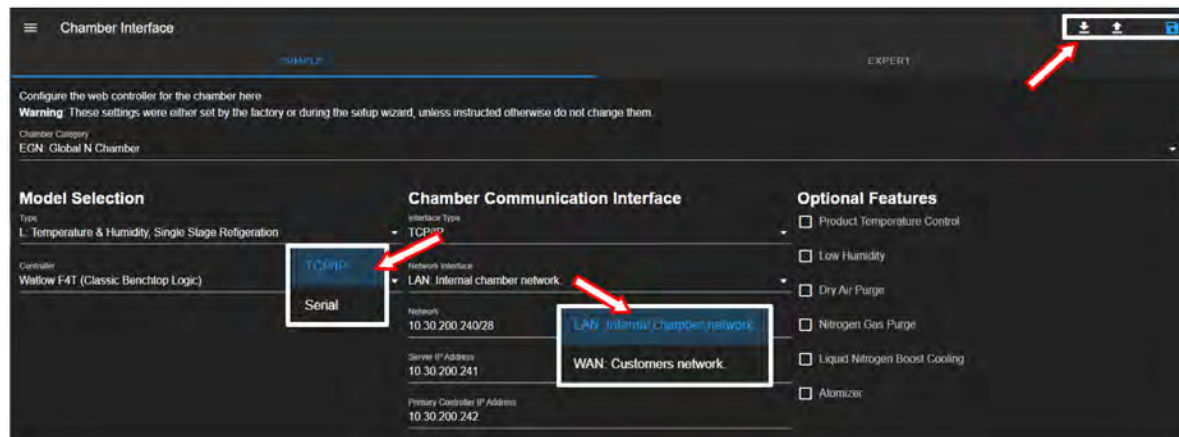 Chamber Interface
SIMPLE
EXPERT
Configure the web controller for the chamber here.
Warning: These settings were either set by the factory or during the setup wizard, unless instructed otherwise do not change them.
Chamber Category
EGN: Global N Chamber
Model Selection
Type
L: Temperature & Humidity, Single Stage Refigeration
Controller
Watlow F4T (Classic Benchtop Logic)
TCP/IP
Serial
Chamber Communication Interface
Interface Type
TCP/IP
Network Interface
LAN: Internal chamber network.
Network
10.30.200.240/28
Server IP Address
10.30.200.241
Primary Controller IP Address
10.30.200.242
LAN: Internal chamber network.
WAN: Customers network.
Optional Features
Product Temperature Control
Low Humidity
Dry Air Purge
Nitrogen Gas Purge
Liquid Nitrogen Boost Cooling
Atomizer